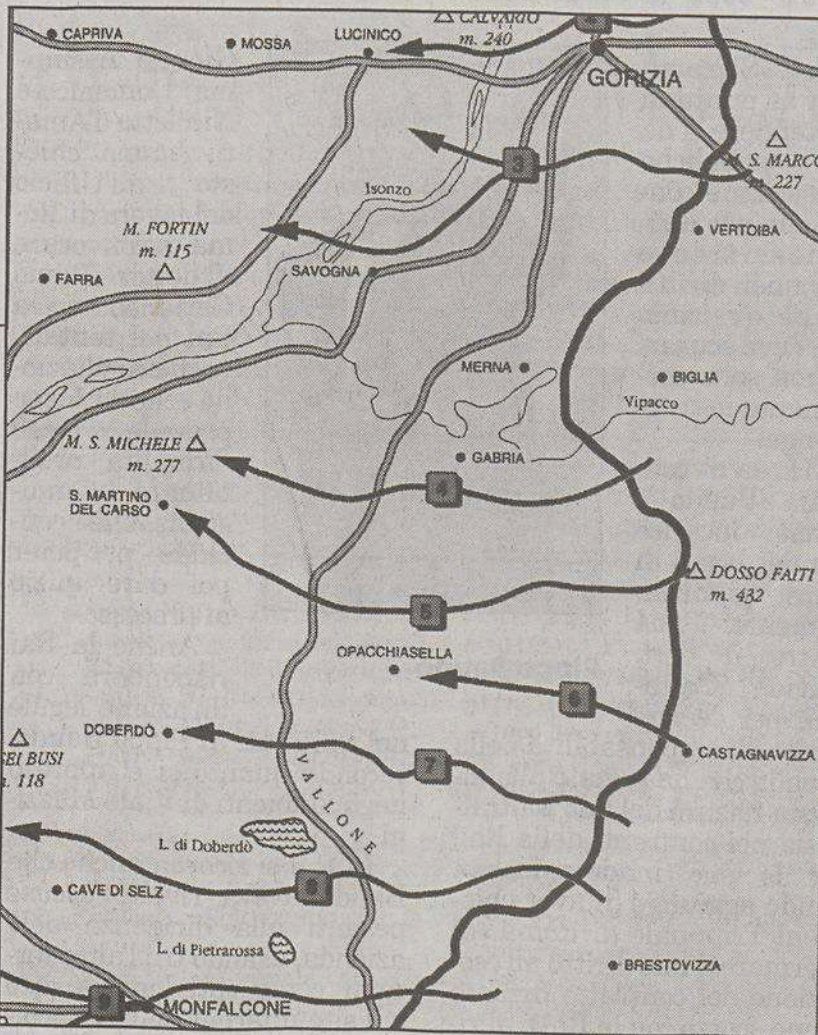 CALVARIO
m. 240
CAPRIVA
MOSSA
LUCINICO
GORIZIA
3
M. S. MARCO
m. 227
Isonzo
M. FORTIN
m. 115
VERTOIBA
FARRA
SAVOGNA
MERNA
BIGLIA
Vipacco
M. S. MICHELE
m. 277
GABRIA
4
S. MARTINO
DEL CARSO
DOSSO FAITI
m. 432
5
OPACCHIASELLA
6
DOBERDÒ
CASTAGNAVIZZA
SEI BUSI
m. 118
7
VALLONE
L. di Doberdò
8
CAVE DI SELZ
L. di Pietrarossa
BRESTOVIZZA
9
MONFALCONE